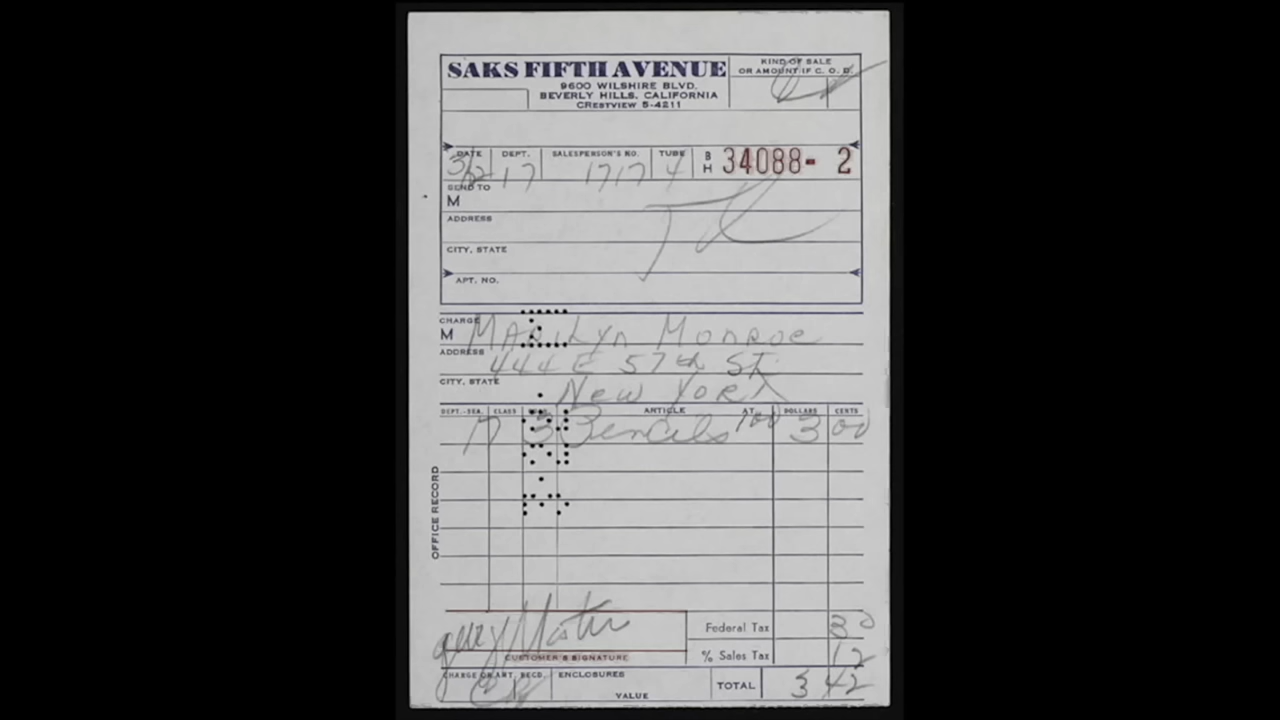 SAKS FIFTH AVENUE
9600 WILSHIRE BLVD.
BEVERLY HILLS, CALIFORNIA
CRESTVIEW 5-4211
KIND OF SALE
OR AMOUNT IF C. O. D.
DATE DEPT. SALESPERSON'S NO. TUBE B H 34088- 2
3/12 17 1717 4
SEND TO
M
ADDRESS
CITY, STATE
APT. NO.
CHARGE
M Marilyn Monroe
ADDRESS 444 E 57th St.
CITY, STATE New York
DEPT.-SEA. CLASS ARTICLE AT DOLLARS CENTS
17 3 Pencils 1 00 3 00
OFFICE RECORD
Federal Tax 30
% Sales Tax 12
CUSTOMER'S SIGNATURE
CHARGE OR AMT. RECD. ENCLOSURES
VALUE
TOTAL 3 42